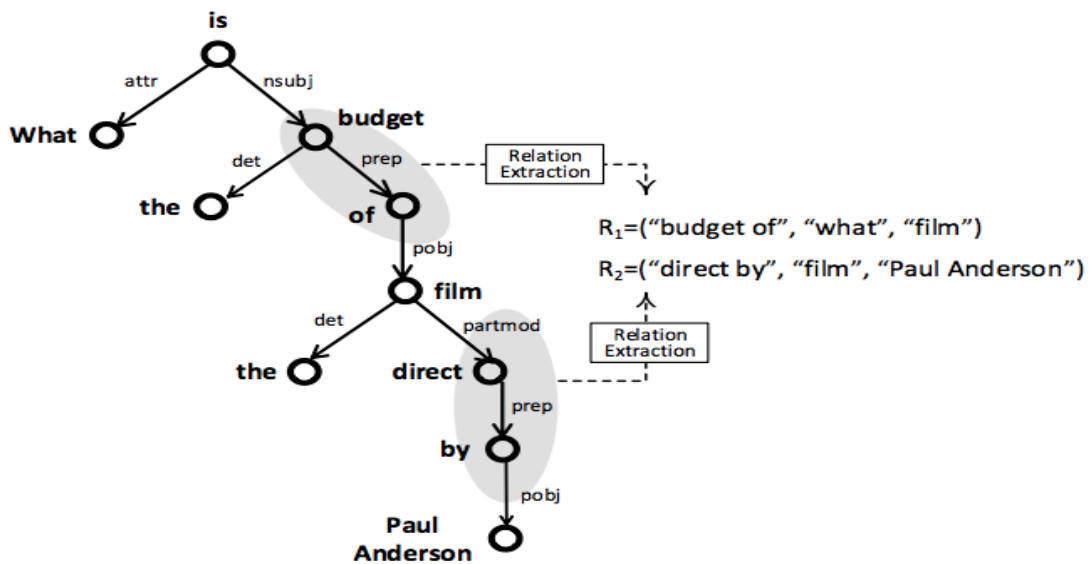 is
attr
nsubj
What
budget
det
prep
Relation
Extraction
the
of
R₁=(“budget of”, “what”, “film”)
pobj
R₂=(“direct by”, “film”, “Paul Anderson”)
film
det
partmod
Relation
Extraction
the
direct
prep
by
pobj
Paul
Anderson